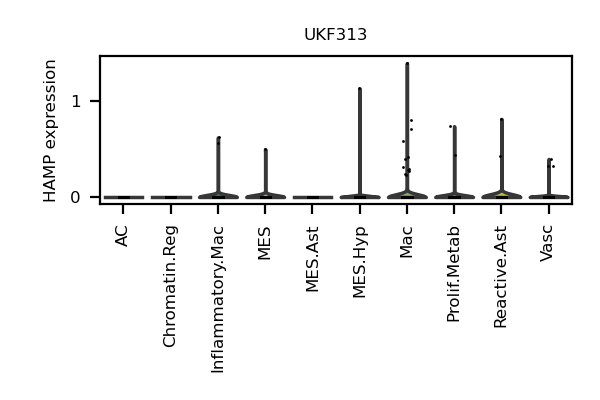 UKF313
HAMP expression
1
0
AC
Chromatin.Reg
Inflammatory.Mac
MES
MES.Ast
MES.Hyp
Mac
Prolif.Metab
Reactive.Ast
Vasc